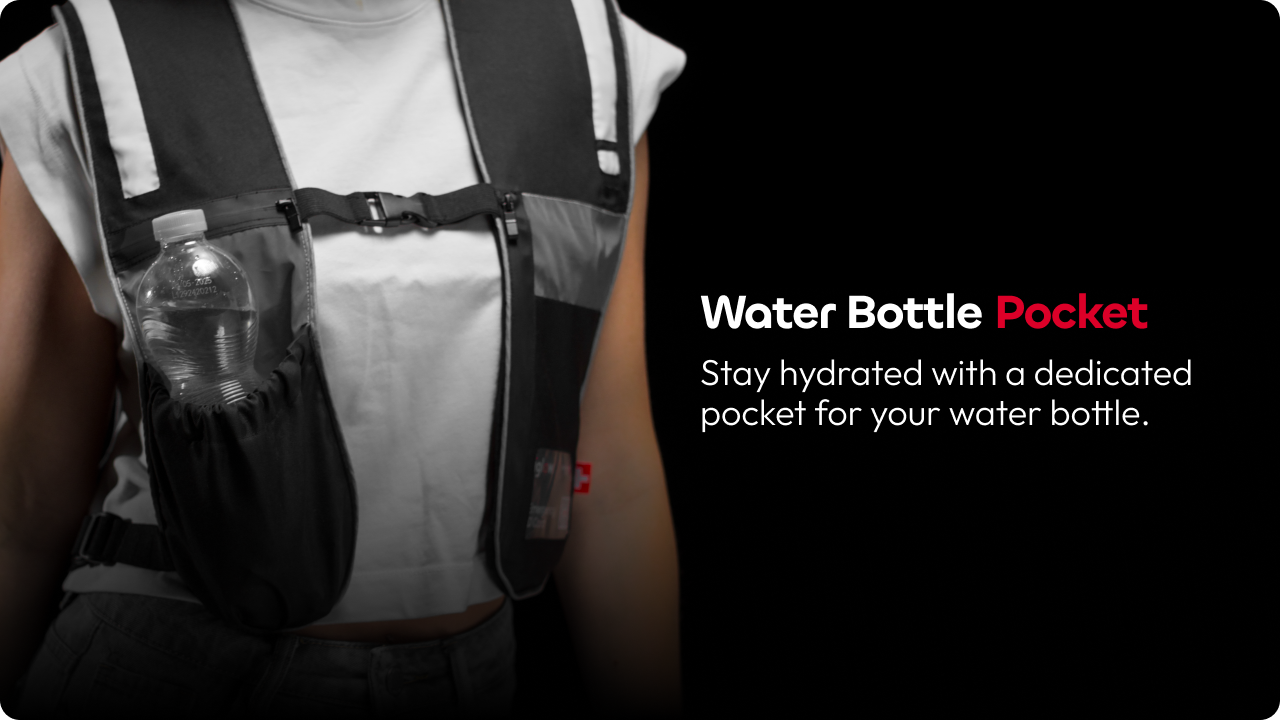 Water Bottle Pocket
Stay hydrated with a dedicated
pocket for your water bottle.